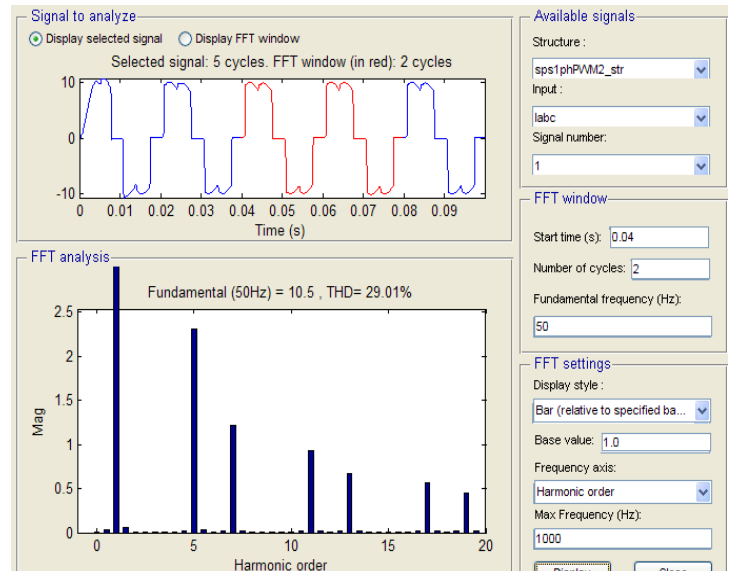 Signal to analyze
Display selected signal Display FFT window
Selected signal: 5 cycles. FFT window (in red): 2 cycles
10
0
-10
0 0.01 0.02 0.03 0.04 0.05 0.06 0.07 0.08 0.09
Time (s)
FFT analysis
Fundamental (50Hz) = 10.5 , THD= 29.01%
2.5
2
1.5
1
0.5
0
Mag
0 5 10 15 20
Harmonic order
Available signals
Structure :
sps1phPWM2_str
Input :
Iabc
Signal number:
1
FFT window
Start time (s): 0.04
Number of cycles: 2
Fundamental frequency (Hz):
50
FFT settings
Display style :
Bar (relative to specified ba...
Base value: 1.0
Frequency axis:
Harmonic order
Max Frequency (Hz):
1000
Display Close